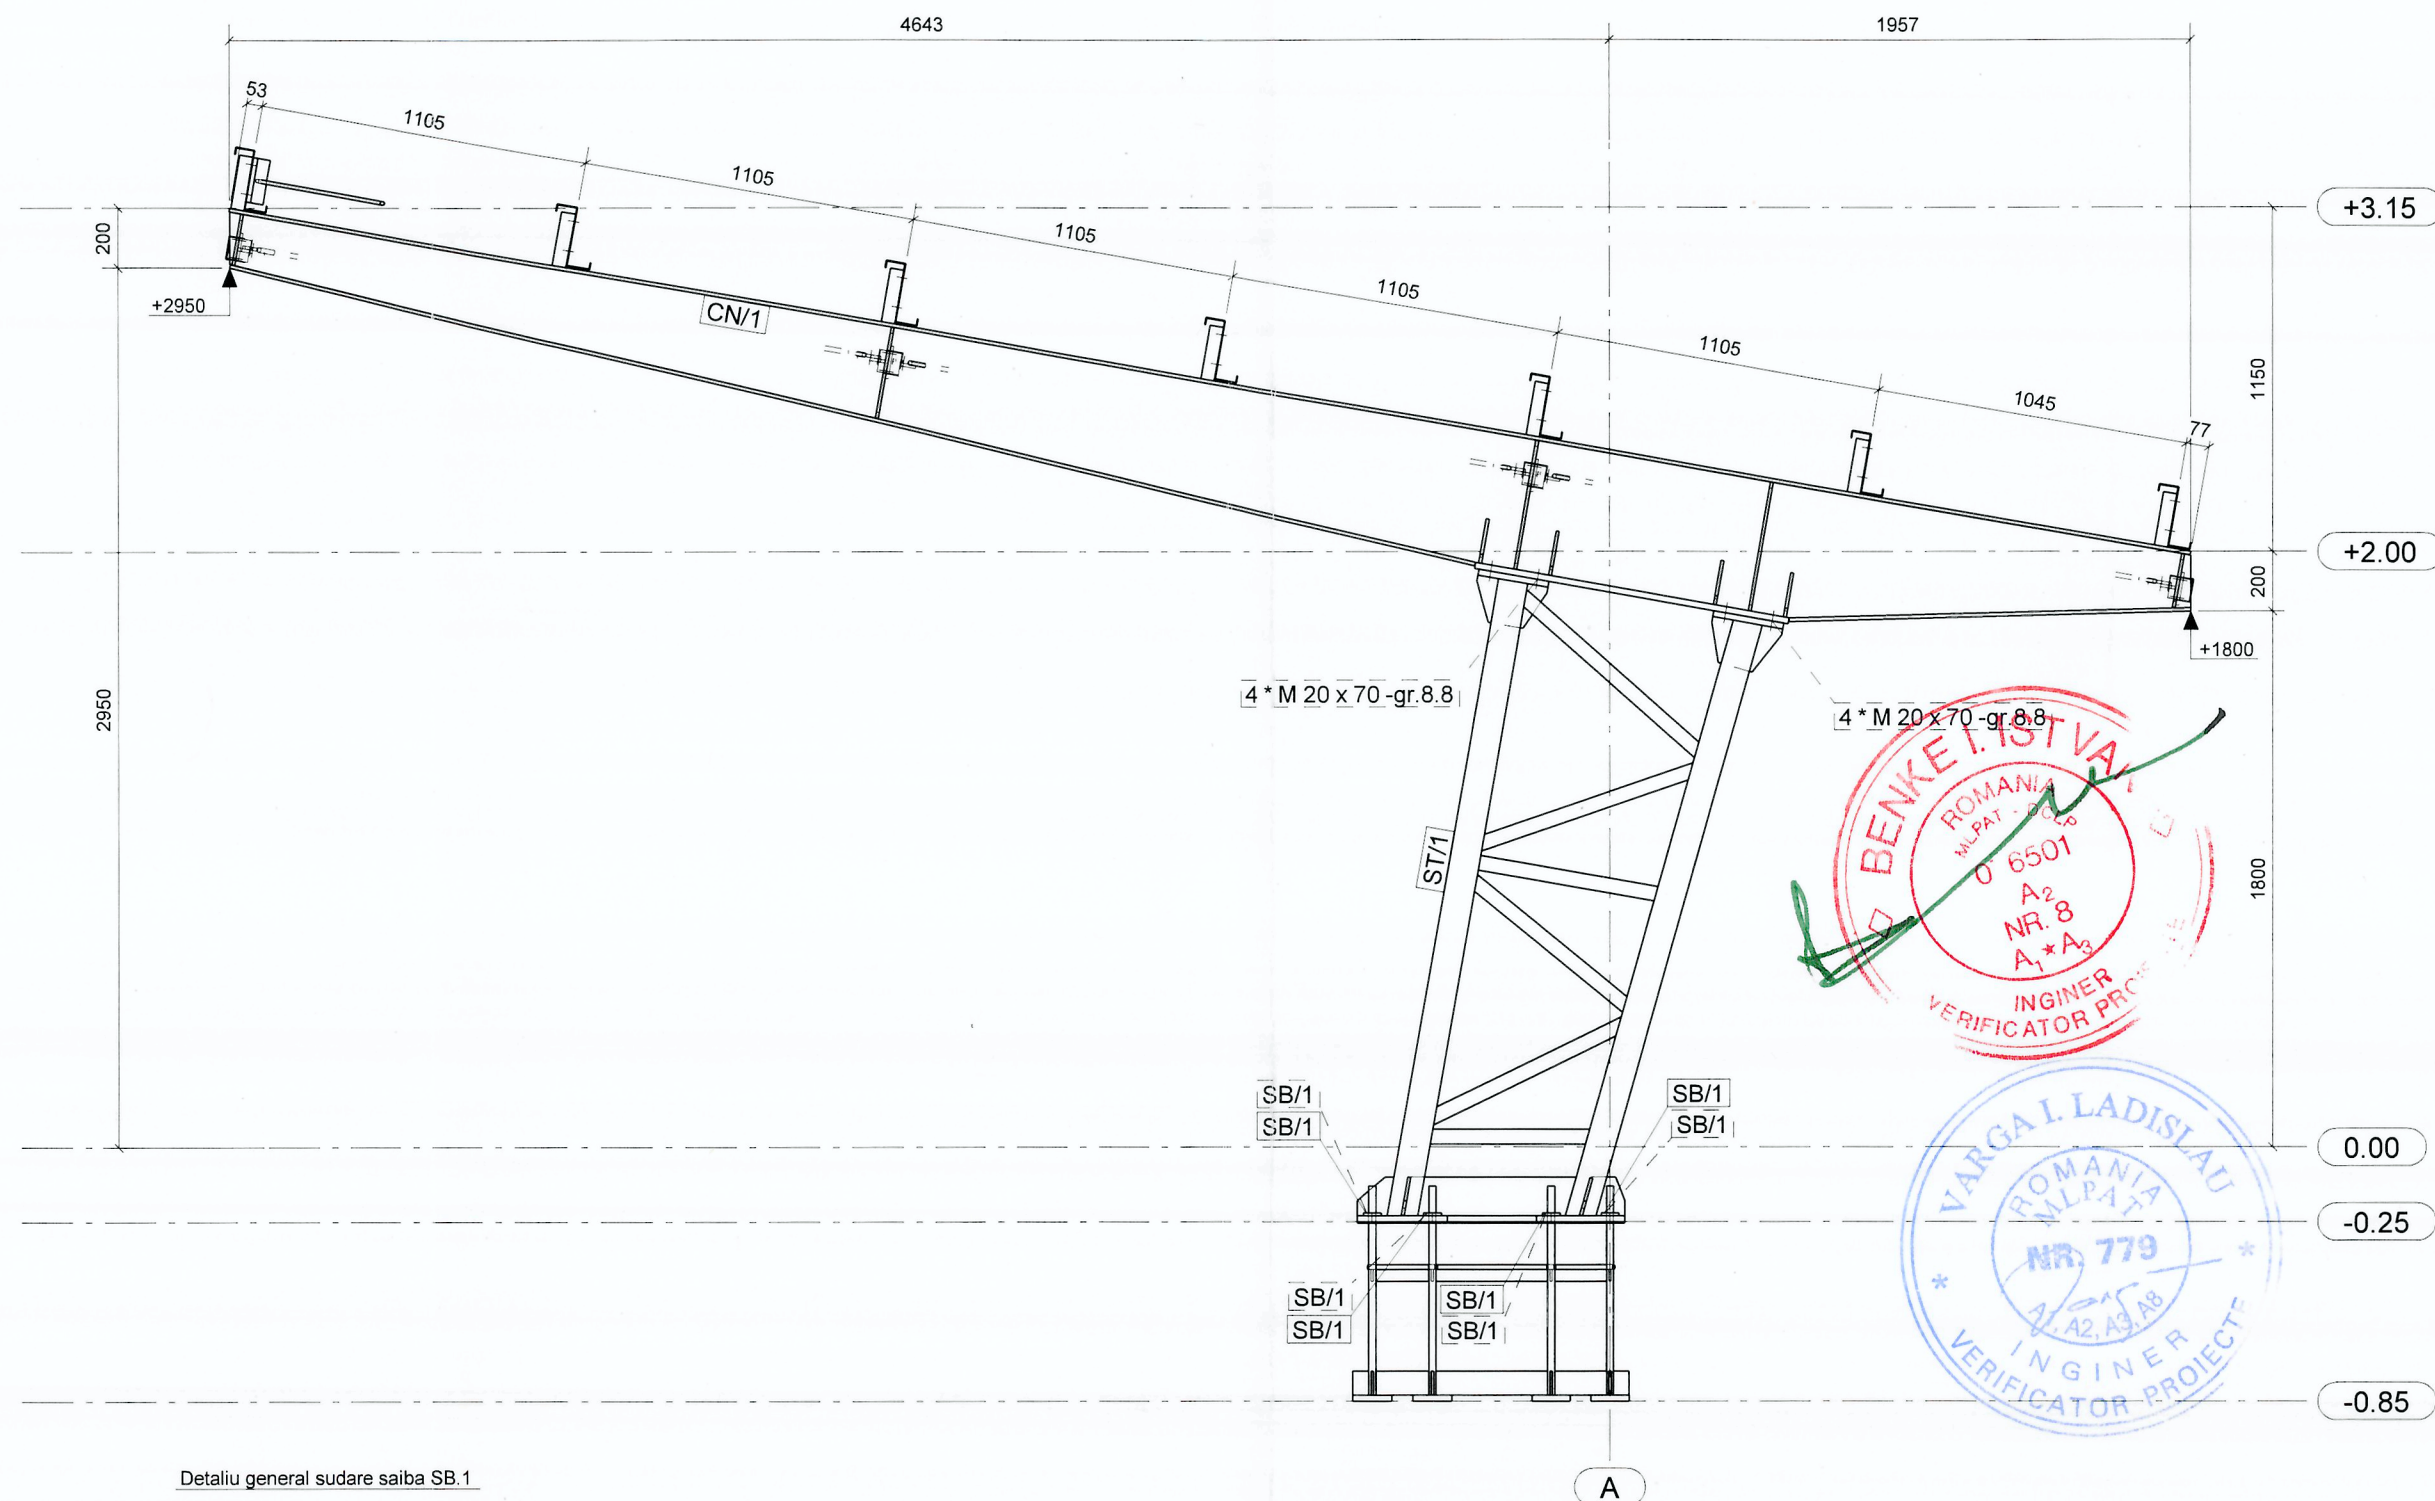 4643
1957
53
1105
1105
1105
1105
1105
1045
77
+3.15
200
+2950
CN/1
1150
+2.00
200
+1800
2950
4 * M 20 x 70 -gr.8.8
4 * M 20 x 70 -gr.8.8
BENKE I. ISTVA
ROMANIA
MLPAT - DCLP
0 6501
A2
NR. 8
A1 * A3
INGINER
VERIFICATOR
ST/1
1800
SB/1
SB/1
SB/1
SB/1
0.00
-0.25
SB/1
SB/1
SB/1
SB/1
-0.85
VARGA I. LADISLAU
ROMANIA
MLPAT
NR. 779
A1, A2, A3, A8
INGINER
* VERIFICATOR PROIECTE *
Detaliu general sudare saiba SB.1
A